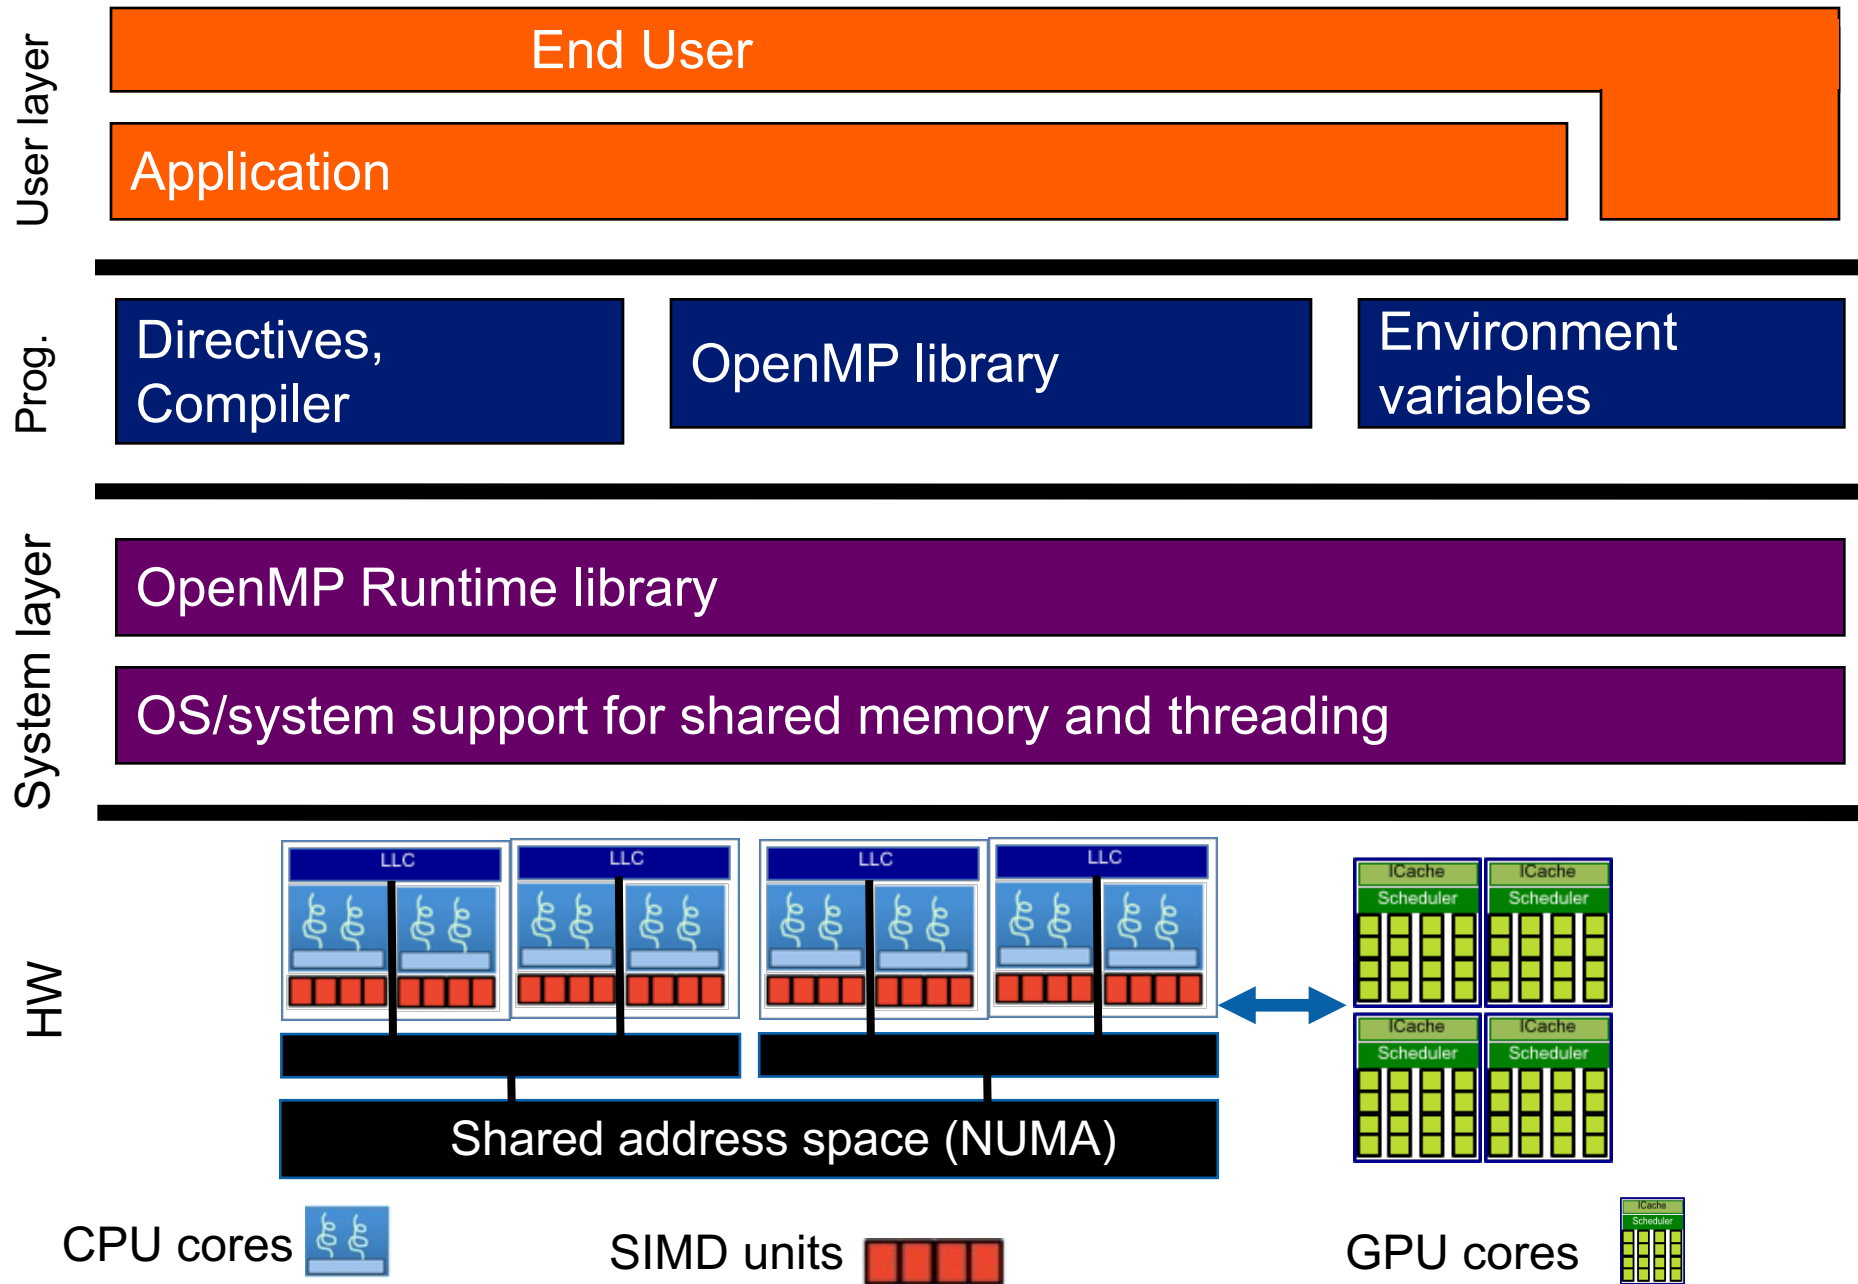 User layer
End User
Application
Prog.
Directives,
Compiler
OpenMP library
Environment
variables
System layer
OpenMP Runtime library
OS/system support for shared memory and threading
HW
LLC
LLC
LLC
LLC
ICache
Scheduler
ICache
Scheduler
ICache
Scheduler
ICache
Scheduler
Shared address space (NUMA)
CPU cores
SIMD units
GPU cores
ICache
Scheduler